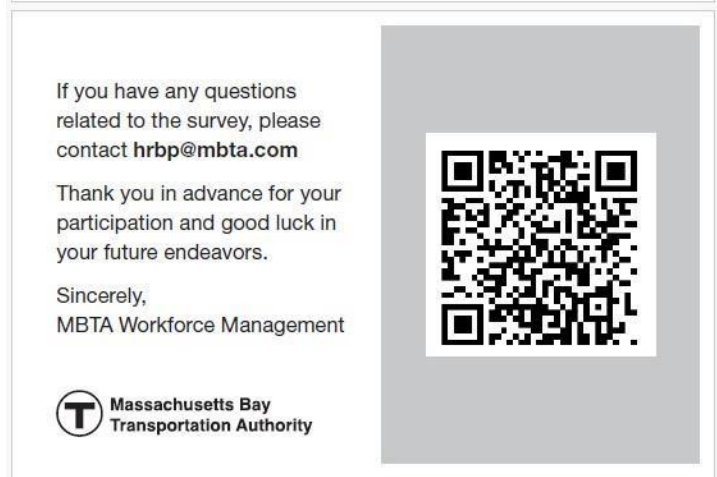 If you have any questions
related to the survey, please
contact hrbp@mbta.com
Thank you in advance for your
participation and good luck in
your future endeavors.
Sincerely,
MBTA Workforce Management
T
Massachusetts Bay
Transportation Authority